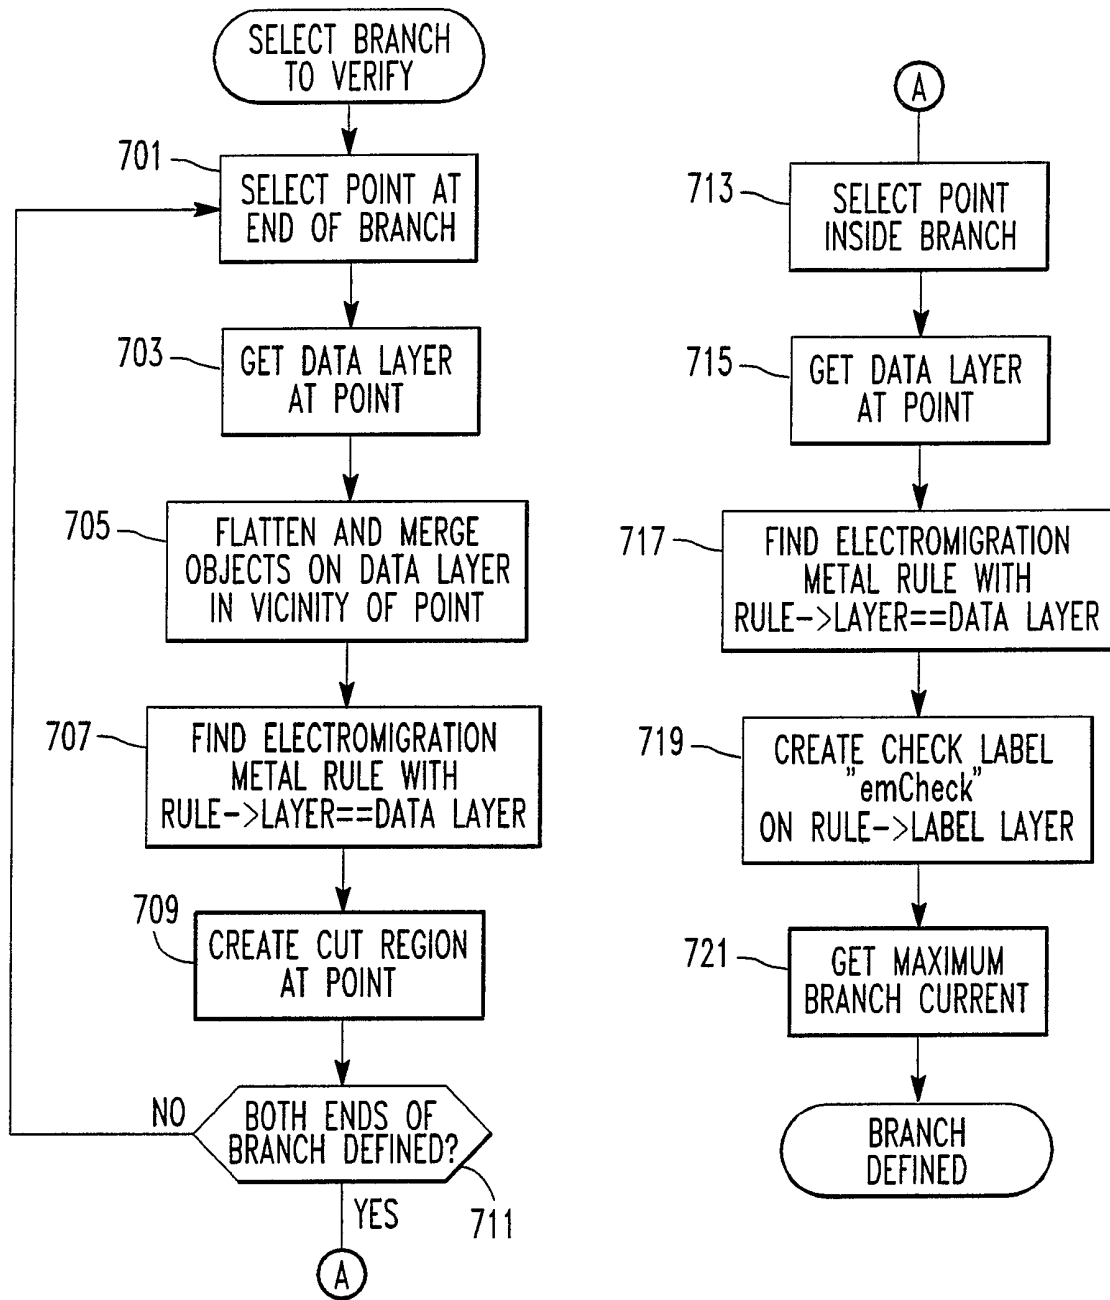 SELECT BRANCH
TO VERIFY
701
SELECT POINT AT
END OF BRANCH
703
GET DATA LAYER
AT POINT
705
FLATTEN AND MERGE
OBJECTS ON DATA LAYER
IN VICINITY OF POINT
707
FIND ELECTROMIGRATION
METAL RULE WITH
RULE->LAYER==DATA LAYER
709
CREATE CUT REGION
AT POINT
NO
BOTH ENDS OF
BRANCH DEFINED?
711
YES
A
A
713
SELECT POINT
INSIDE BRANCH
715
GET DATA LAYER
AT POINT
717
FIND ELECTROMIGRATION
METAL RULE WITH
RULE->LAYER==DATA LAYER
719
CREATE CHECK LABEL
"emCheck"
ON RULE->LABEL LAYER
721
GET MAXIMUM
BRANCH CURRENT
BRANCH
DEFINED